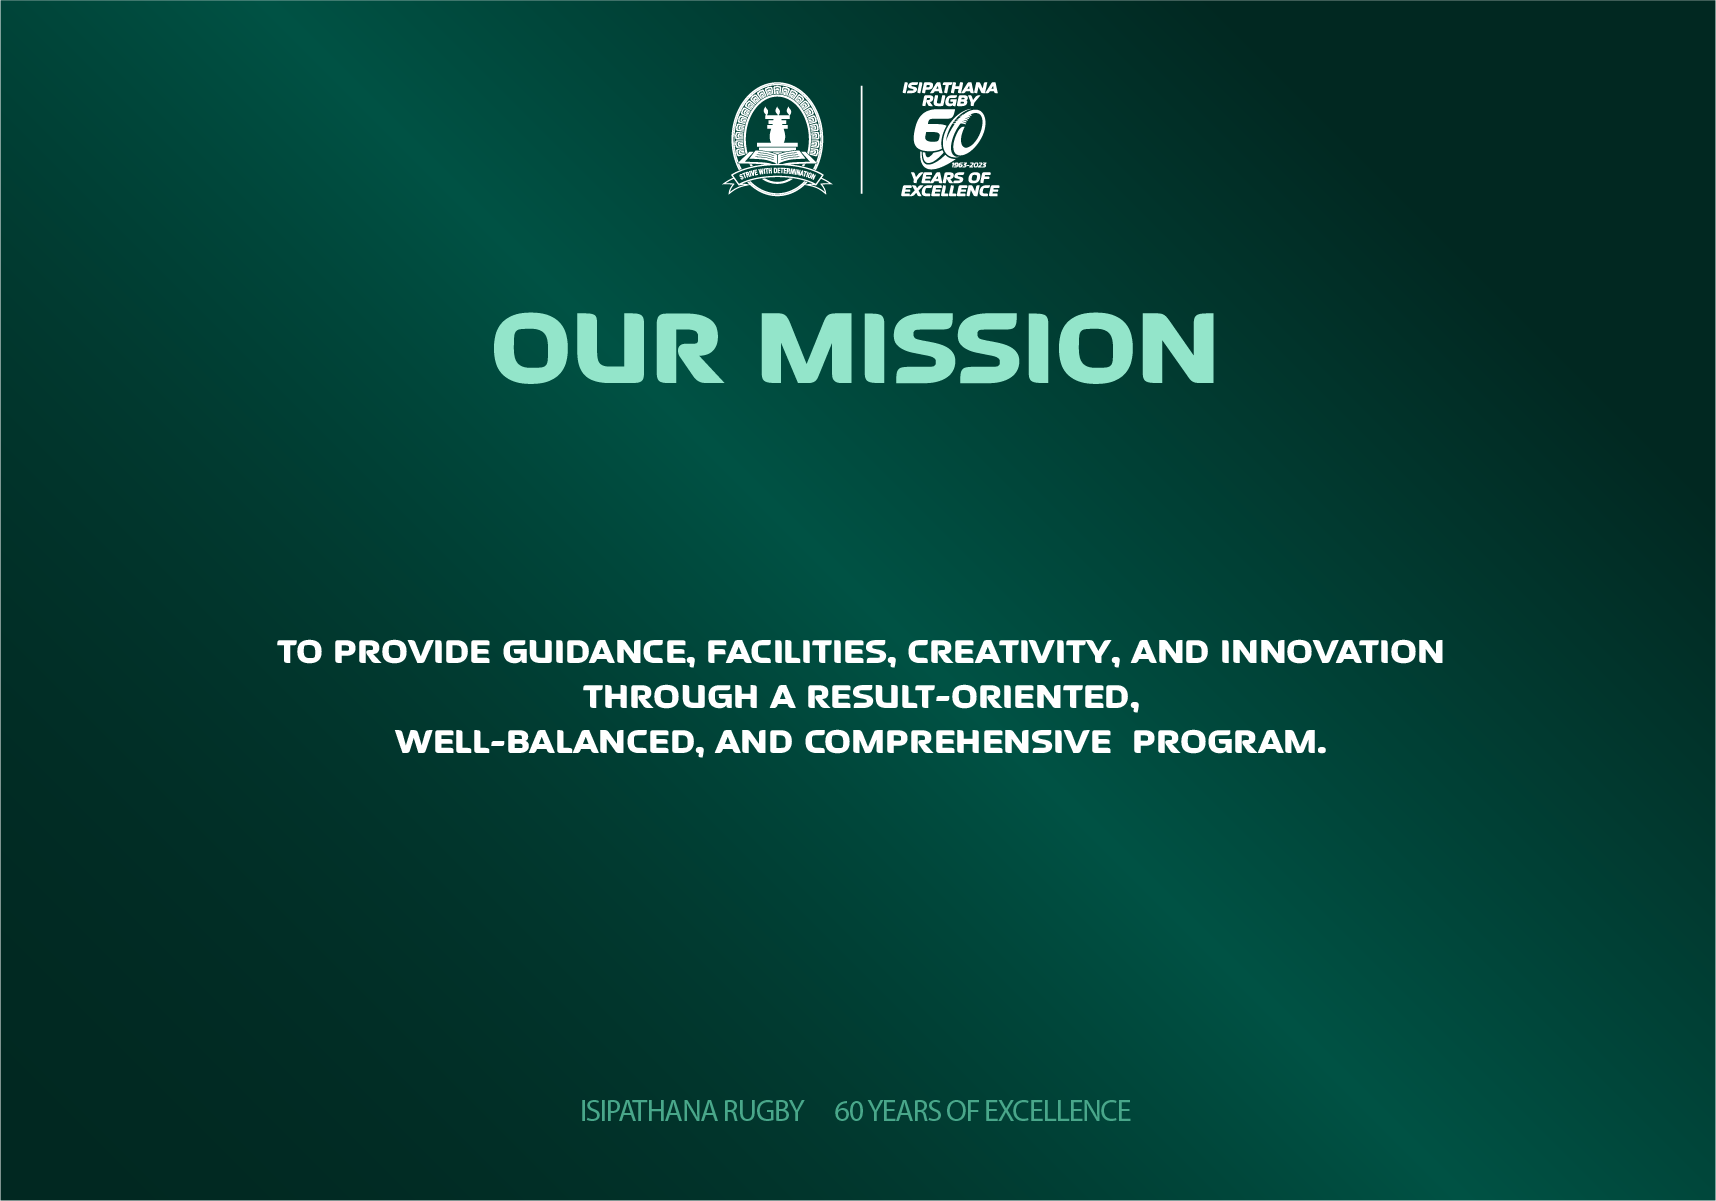 STRIVE WITH DETERMINATION
ISIPATHANA
RUGBY
60
1963-2023
YEARS OF
EXCELLENCE
OUR MISSION
TO PROVIDE GUIDANCE, FACILITIES, CREATIVITY, AND INNOVATION
THROUGH A RESULT-ORIENTED,
WELL-BALANCED, AND COMPREHENSIVE PROGRAM.
ISIPATHANA RUGBY 60 YEARS OF EXCELLENCE